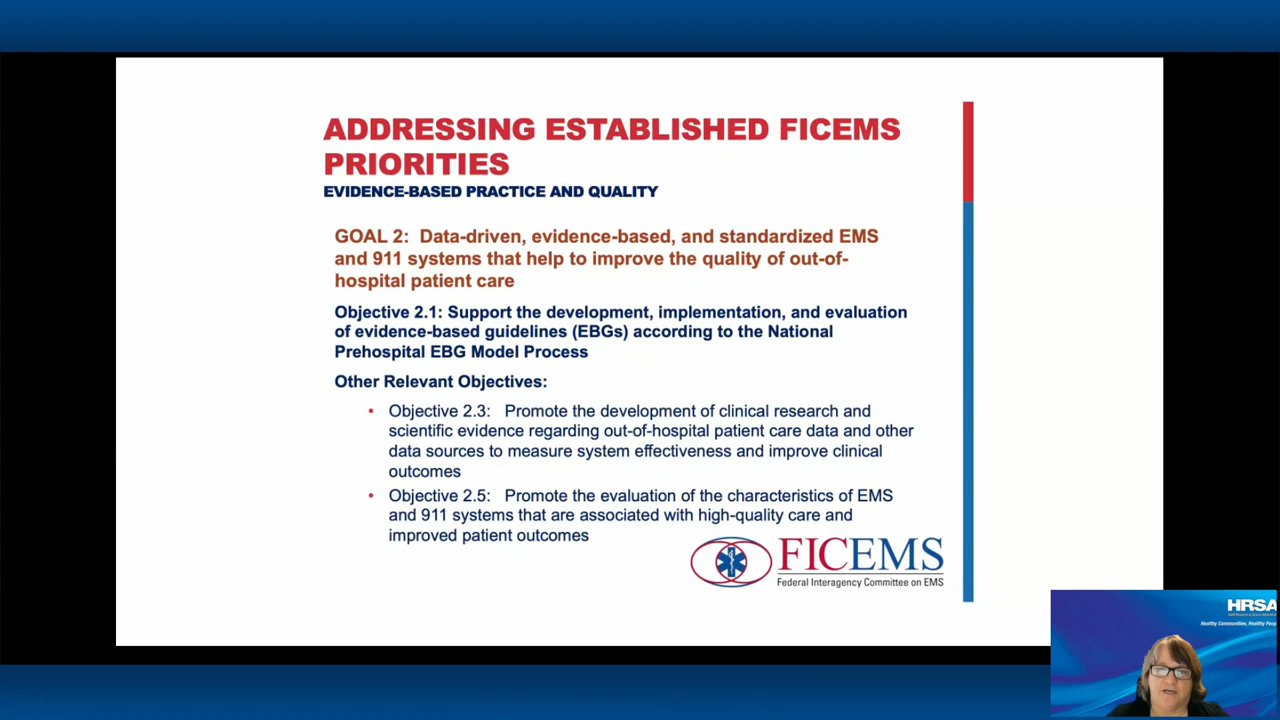 ADDRESSING ESTABLISHED FICEMS
PRIORITIES
EVIDENCE-BASED PRACTICE AND QUALITY
GOAL 2: Data-driven, evidence-based, and standardized EMS
and 911 systems that help to improve the quality of out-of-
hospital patient care
Objective 2.1: Support the development, implementation, and evaluation
of evidence-based guidelines (EBGs) according to the National
Prehospital EBG Model Process
Other Relevant Objectives:
• Objective 2.3: Promote the development of clinical research and
scientific evidence regarding out-of-hospital patient care data and other
data sources to measure system effectiveness and improve clinical
outcomes
• Objective 2.5: Promote the evaluation of the characteristics of EMS
and 911 systems that are associated with high-quality care and
improved patient outcomes
FICEMS
Federal Interagency Committee on EMS
HRSA
Healthy Communities, Healthy Peo